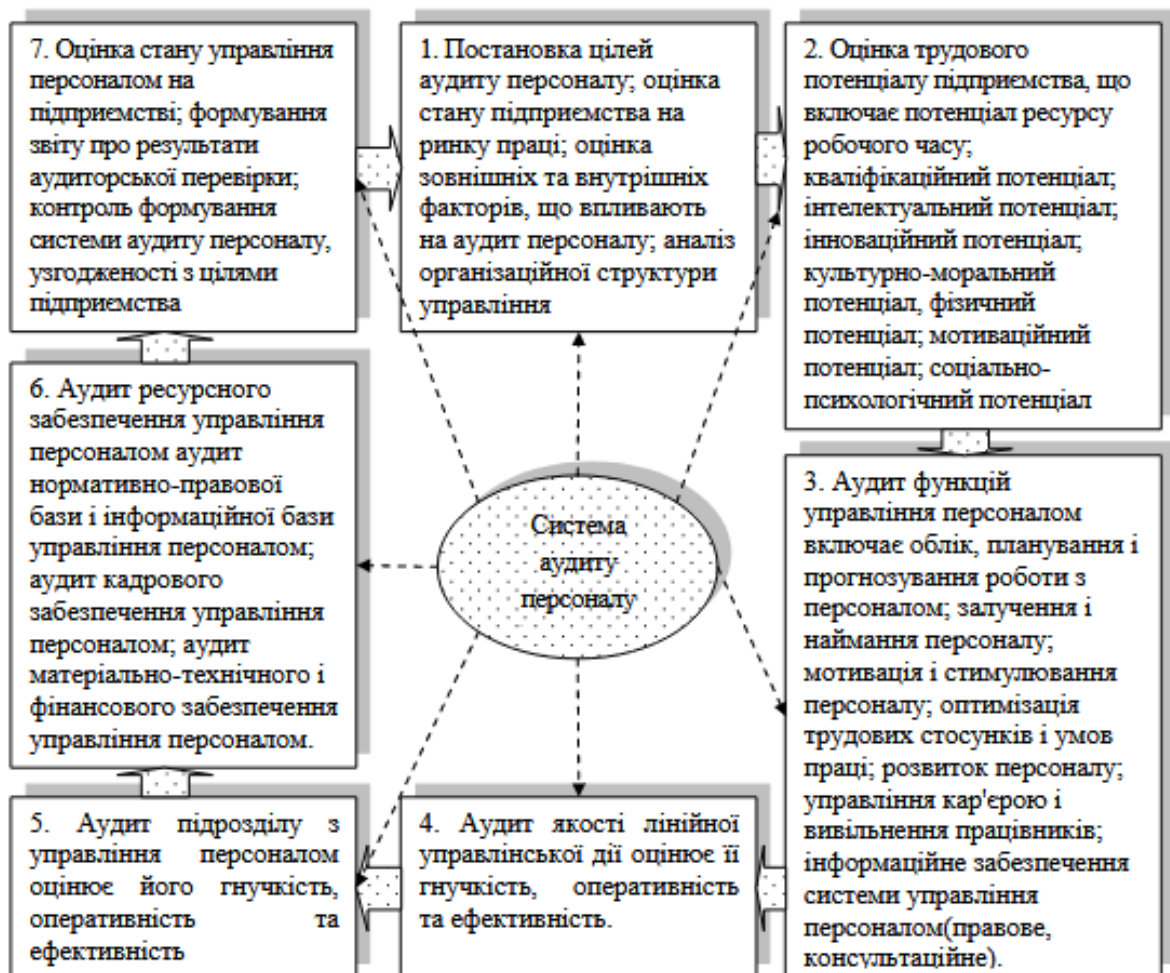 7. Оцінка стану управління
персоналом на
підприємстві; формування
звіту про результати
аудиторської перевірки;
контроль формування
системи аудиту персоналу,
узгодженості з цілями
підприємства
1. Постановка цілей
аудиту персоналу; оцінка
стану підприємства на
ринку праці; оцінка
зовнішніх та внутрішніх
факторів, що впливають
на аудит персоналу; аналіз
організаційної структури
управління
2. Оцінка трудового
потенціалу підприємства, що
включає потенціал ресурсу
робочого часу;
кваліфікаційний потенціал;
інтелектуальний потенціал;
інноваційний потенціал;
культурно-моральний
потенціал, фізичний
потенціал; мотиваційний
потенціал; соціально-
психологічний потенціал
6. Аудит ресурсного
забезпечення управління
персоналом аудит
нормативно-правової
бази і інформаційної бази
управління персоналом;
аудит кадрового
забезпечення управління
персоналом; аудит
матеріально-технічного і
фінансового забезпечення
управління персоналом.
Система
аудиту
персоналу
3. Аудит функцій
управління персоналом
включає облік, планування і
прогнозування роботи з
персоналом; залучення і
наймання персоналу;
мотивація і стимулювання
персоналу; оптимізація
трудових стосунків і умов
праці; розвиток персоналу;
управління кар'єрою і
вивільнення працівників;
інформаційне забезпечення
системи управління
персоналом(правове,
консультаційне).
5. Аудит підрозділу з
управління персоналом
оцінює його гнучкість,
оперативність та
ефективність
4. Аудит якості лінійної
управлінської дії оцінює її
гнучкість, оперативність
та ефективність.